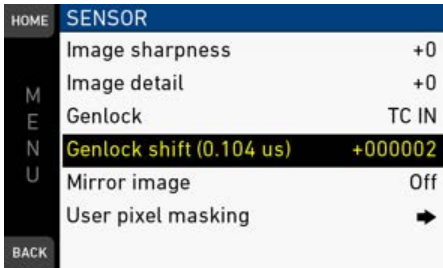 HOME SENSOR
Image sharpness +0
Image detail +0
Genlock TC IN
Genlock shift (0.104 us) +000002
Mirror image Off
User pixel masking
MENU
BACK